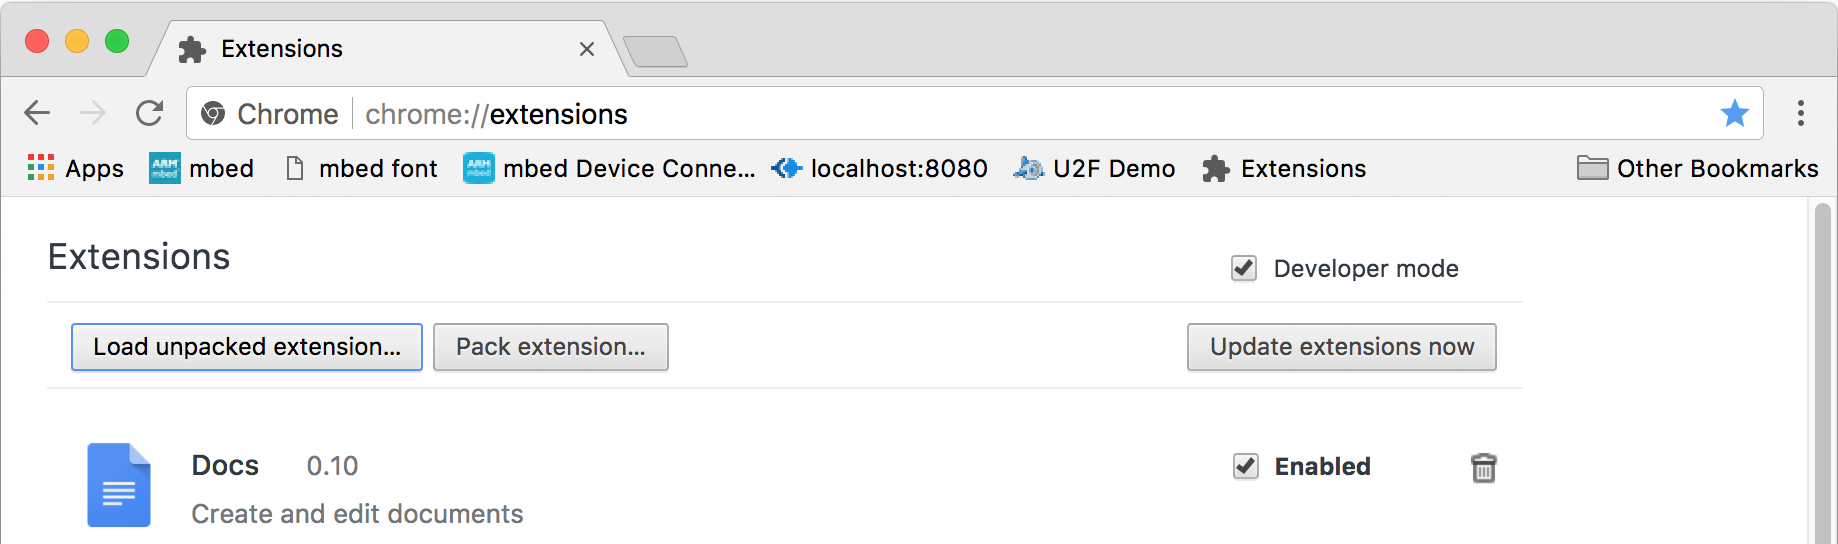 Extensions
Chrome chrome://extensions
Apps mbed mbed font mbed Device Conne... localhost:8080 U2F Demo Extensions Other Bookmarks
Extensions Developer mode
Load unpacked extension... Pack extension... Update extensions now
Docs 0.10 Enabled
Create and edit documents